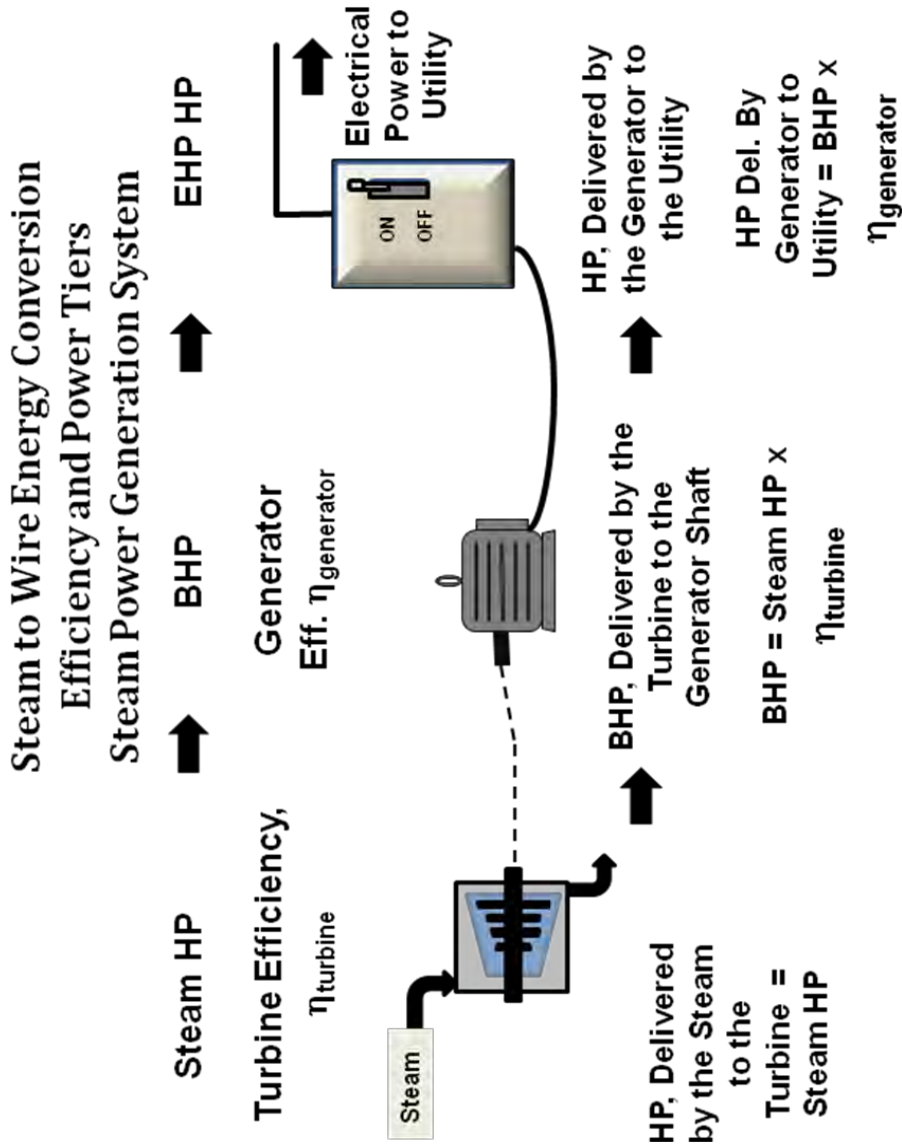 Steam to Wire Energy Conversion
Efficiency and Power Tiers
Steam Power Generation System
Steam HP
BHP
EHP HP
Turbine Efficiency,
ηturbine
Generator
Eff. ηgenerator
Steam
ON
OFF
Electrical
Power to
Utility
HP, Delivered
by the Steam
to the
Turbine =
Steam HP
BHP, Delivered by the
Turbine to the
Generator Shaft
BHP = Steam HP x
ηturbine
HP, Delivered by
the Generator to
the Utility
HP Del. By
Generator to
Utility = BHP x
ηgenerator